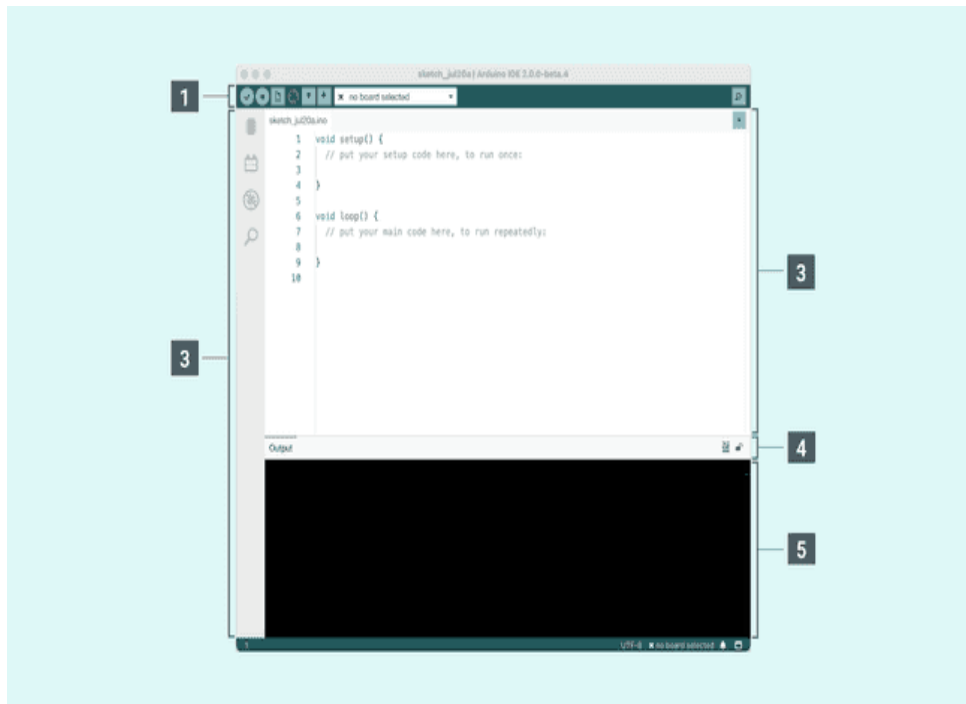 sketch_jul20a | Arduino IDE 2.0.0-beta.4
1
no board selected
sketch_jul20a.ino
1 void setup() {
2 // put your setup code here, to run once:
3
4 }
5
6 void loop() {
7 // put your main code here, to run repeatedly:
8
9 }
10
3
3
Output
4
5
1 UTF-8 no board selected